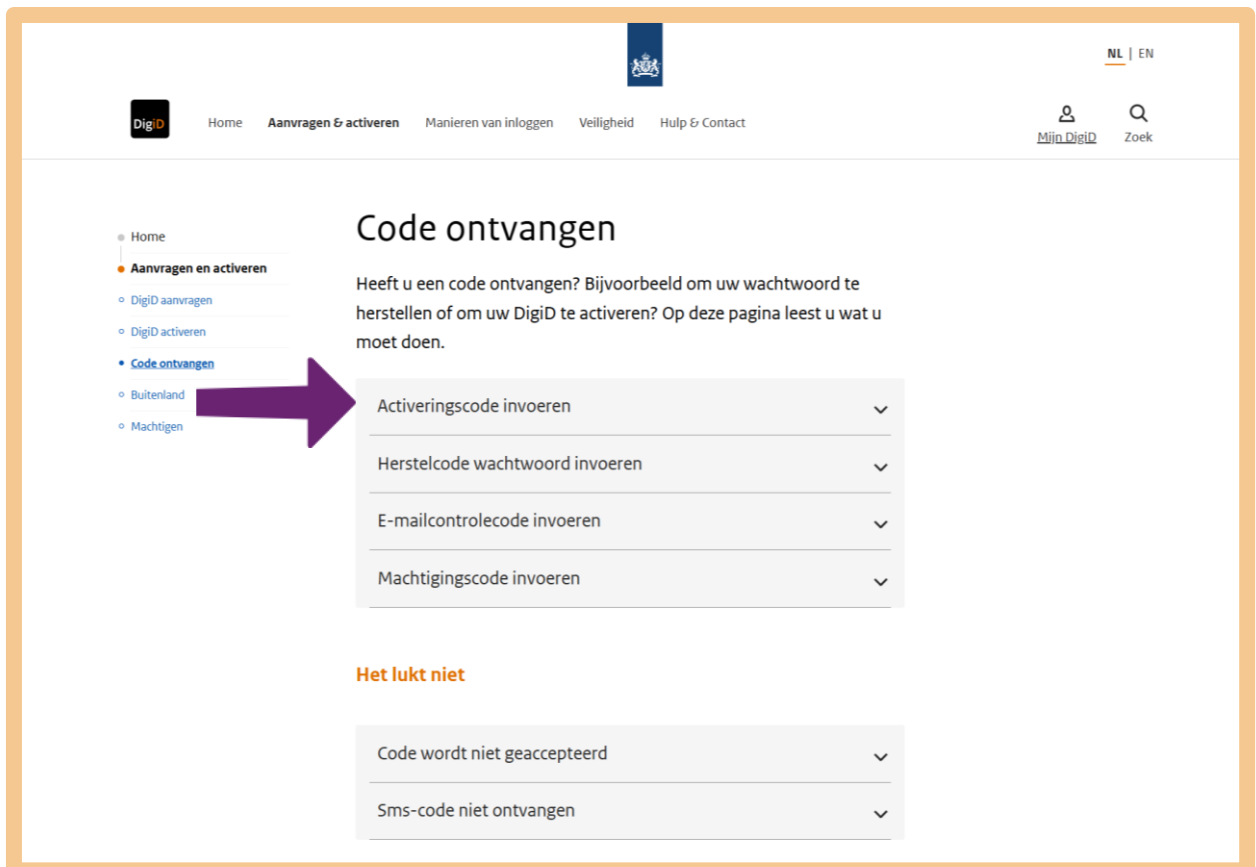 NL | EN
DigiD
Home
Aanvragen & activeren
Manieren van inloggen
Veiligheid
Hulp & Contact
Mijn DigiD
Zoek
Home
Aanvragen en activeren
DigiD aanvragen
DigiD activeren
Code ontvangen
Buitenland
Machtigen
Code ontvangen
Heeft u een code ontvangen? Bijvoorbeeld om uw wachtwoord te
herstellen of om uw DigiD te activeren? Op deze pagina leest u wat u
moet doen.
Activeringscode invoeren
Herstelcode wachtwoord invoeren
E-mailcontrolecode invoeren
Machtigingscode invoeren
Het lukt niet
Code wordt niet geaccepteerd
Sms-code niet ontvangen